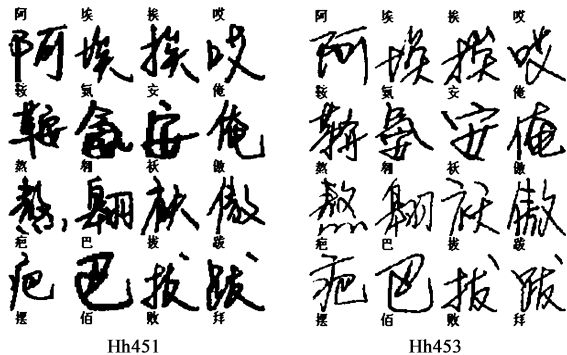 阿 埃 挨 哎 阿 埃 挨 哎
阿 埃 挨 哎 阿 埃 挨 哎
鞍 氨 安 俺 鞍 氨 安 俺
鞍 氨 安 俺 鞍 氨 安 俺
熬 翱 袄 傲 熬 翱 袄 傲
熬 翱 袄 傲 熬 翱 袄 傲
疤 巴 拔 跋 疤 巴 拔 跋
疤 巴 拔 跋 疤 巴 拔 跋
摆 佰 败 拜 摆 佰 败 拜
Hh451 Hh453